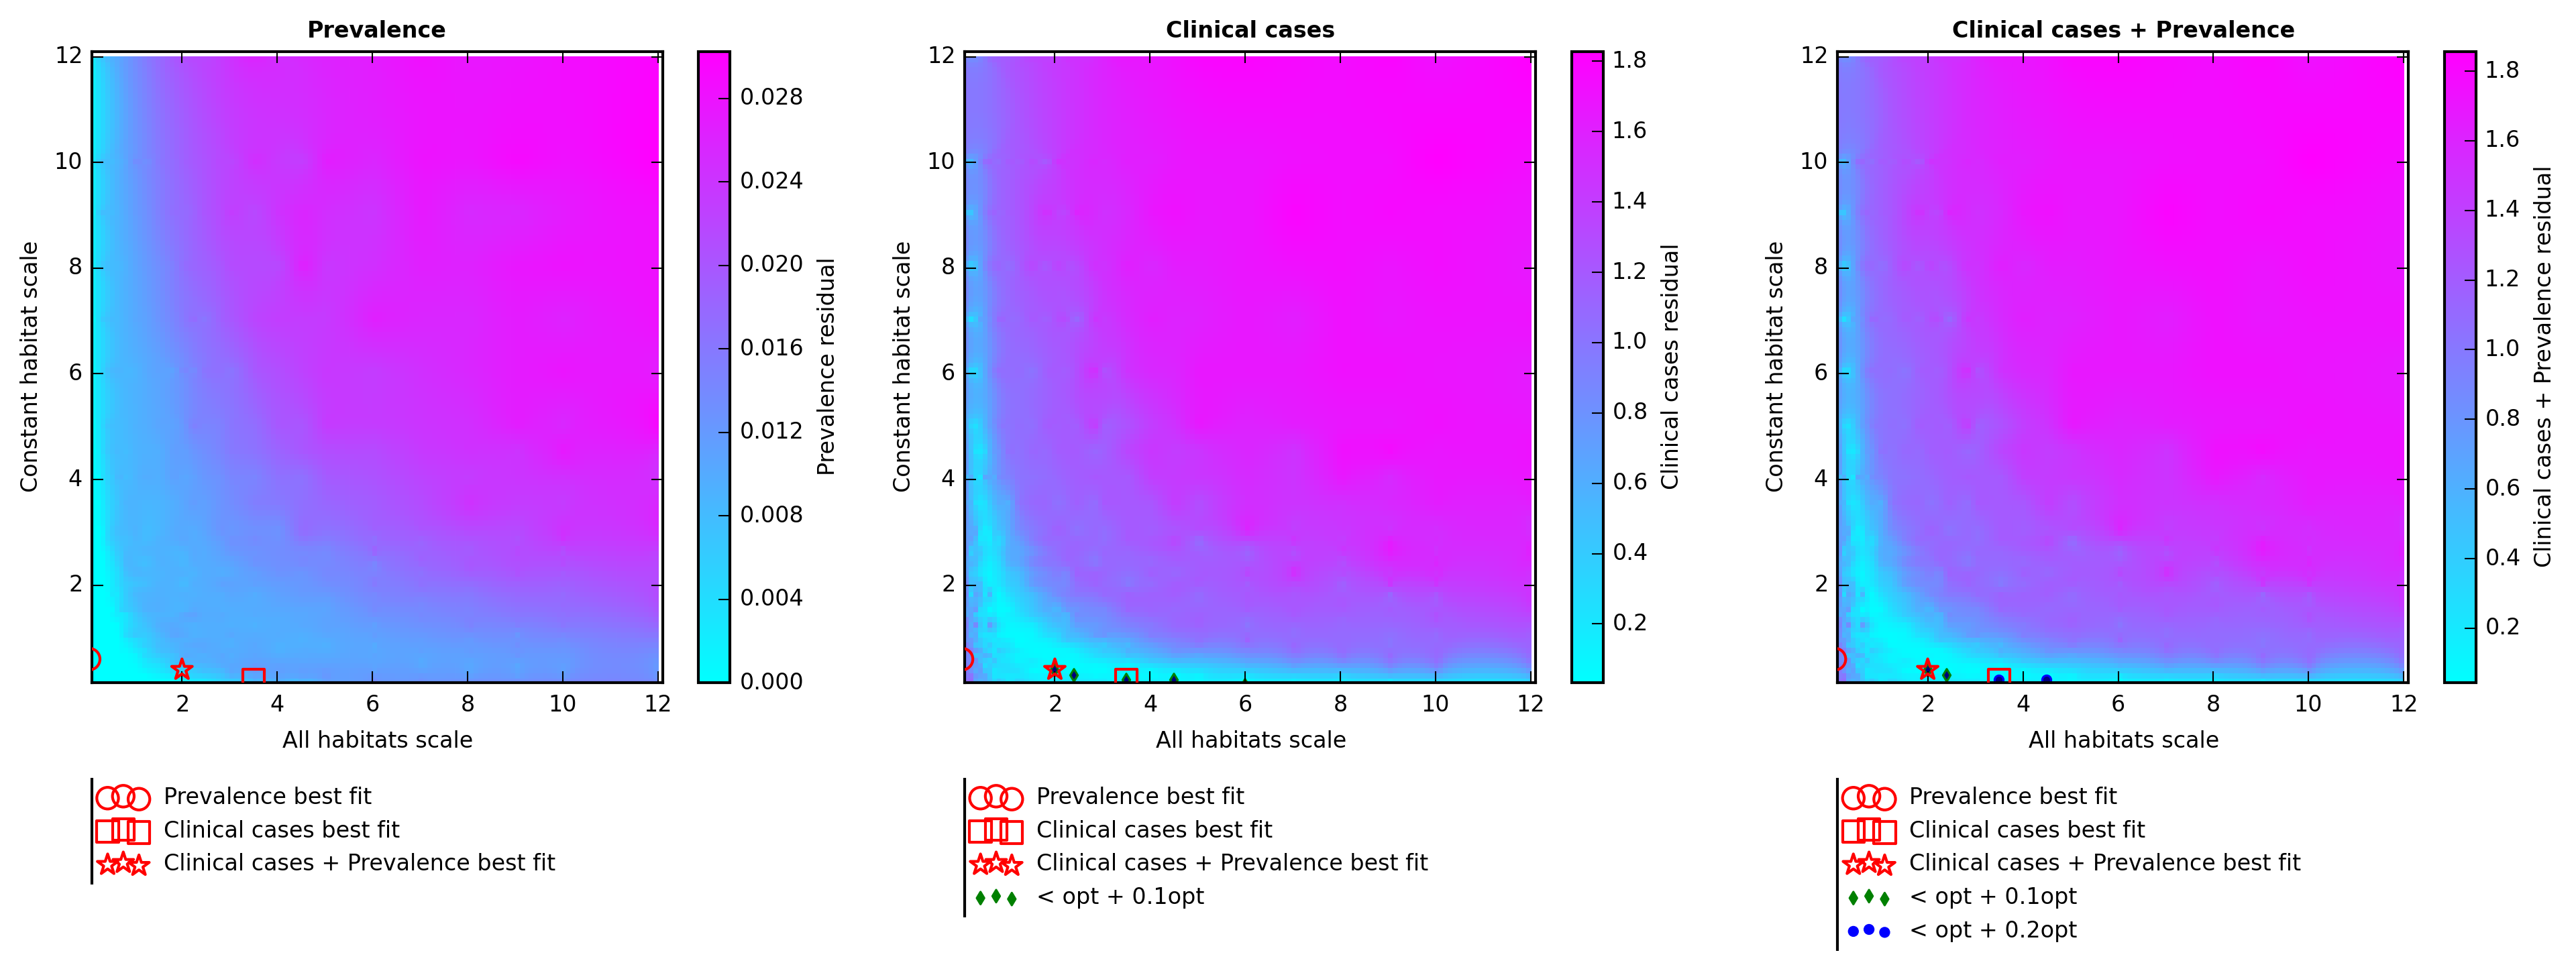 Prevalence
12
10
8
6
4
2
Constant habitat scale
2 4 6 8 10 12
All habitats scale
0.028
0.024
0.020
0.016
0.012
0.008
0.004
0.000
Prevalence residual
Prevalence best fit
Clinical cases best fit
Clinical cases + Prevalence best fit
Clinical cases
12
10
8
6
4
2
Constant habitat scale
2 4 6 8 10 12
All habitats scale
1.8
1.6
1.4
1.2
1.0
0.8
0.6
0.4
0.2
Clinical cases residual
Prevalence best fit
Clinical cases best fit
Clinical cases + Prevalence best fit
< opt + 0.1opt
Clinical cases + Prevalence
12
10
8
6
4
2
Constant habitat scale
2 4 6 8 10 12
All habitats scale
1.8
1.6
1.4
1.2
1.0
0.8
0.6
0.4
0.2
Clinical cases + Prevalence residual
Prevalence best fit
Clinical cases best fit
Clinical cases + Prevalence best fit
< opt + 0.1opt
< opt + 0.2opt